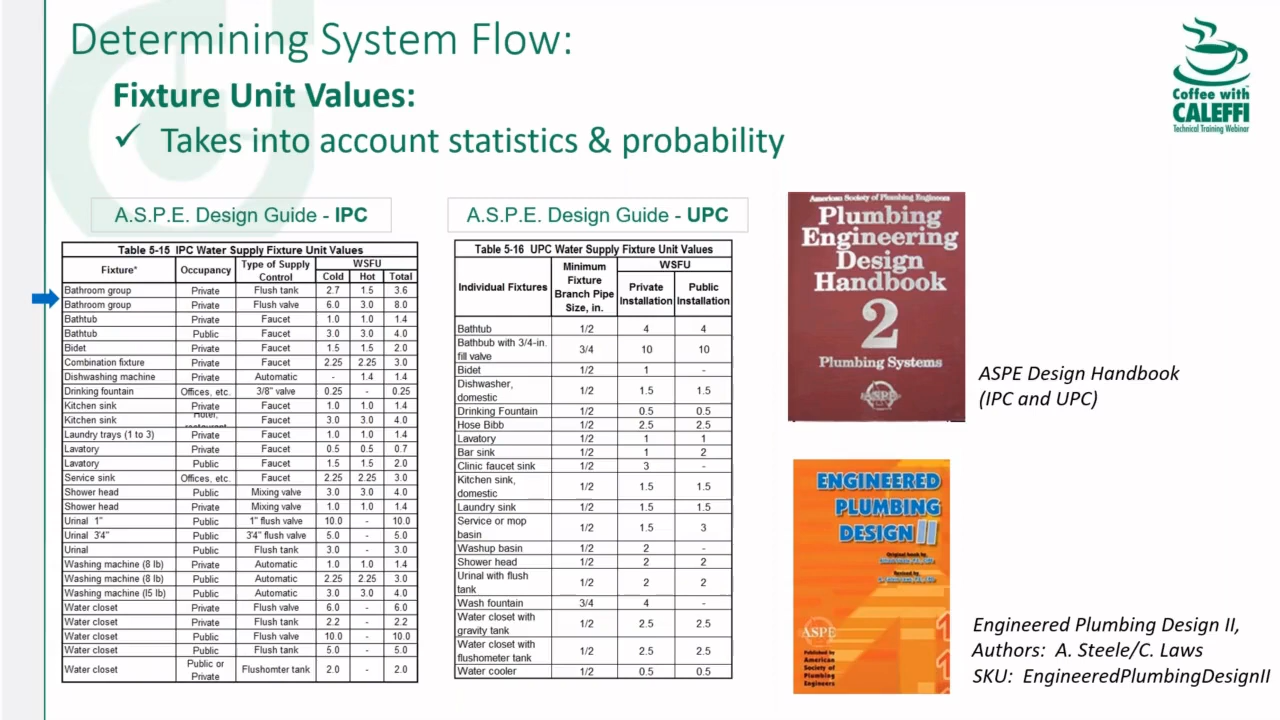 Determining System Flow:
Fixture Unit Values:
✓ Takes into account statistics & probability
Coffee with
CALEFFI
Technical Training Webinar
A.S.P.E. Design Guide - IPC
Table 5-15 IPC Water Supply Fixture Unit Values
Fixture* Occupancy Type of Supply Control WSFU
Cold Hot Total
Bathroom group Private Flush tank 2.7 1.5 3.6
Bathroom group Private Flush valve 6.0 3.0 8.0
Bathtub Private Faucet 1.0 1.0 1.4
Bathtub Public Faucet 3.0 3.0 4.0
Bidet Private Faucet 1.5 1.5 2.0
Combination fixture Private Faucet 2.25 2.25 3.0
Dishwashing machine Private Automatic - 1.4 1.4
Drinking fountain Offices, etc. 3/8" valve 0.25 - 0.25
Kitchen sink Private Faucet 1.0 1.0 1.4
Kitchen sink Hotel, restaurant Faucet 3.0 3.0 4.0
Laundry trays (1 to 3) Private Faucet 1.0 1.0 1.4
Lavatory Private Faucet 0.5 0.5 0.7
Lavatory Public Faucet 1.5 1.5 2.0
Service sink Offices, etc. Faucet 2.25 2.25 3.0
Shower head Public Mixing valve 3.0 3.0 4.0
Shower head Private Mixing valve 1.0 1.0 1.4
Urinal 1" Public 1" flush valve 10.0 - 10.0
Urinal 3'4" Public 3'4" flush valve 5.0 - 5.0
Urinal Public Flush tank 3.0 - 3.0
Washing machine (8 lb) Private Automatic 1.0 1.0 1.4
Washing machine (8 lb) Public Automatic 2.25 2.25 3.0
Washing machine (l5 lb) Public Automatic 3.0 3.0 4.0
Water closet Private Flush valve 6.0 - 6.0
Water closet Private Flush tank 2.2 - 2.2
Water closet Public Flush valve 10.0 - 10.0
Water closet Public Flush tank 5.0 - 5.0
Water closet Public or Private Flushomter tank 2.0 - 2.0
A.S.P.E. Design Guide - UPC
Table 5-16 UPC Water Supply Fixture Unit Values
Individual Fixtures Minimum Fixture Branch Pipe Size, in. WSFU
Private Installation Public Installation
Bathtub 1/2 4 4
Bathbub with 3/4-in. fill valve 3/4 10 10
Bidet 1/2 1 -
Dishwasher, domestic 1/2 1.5 1.5
Drinking Fountain 1/2 0.5 0.5
Hose Bibb 1/2 2.5 2.5
Lavatory 1/2 1 1
Bar sink 1/2 1 2
Clinic faucet sink 1/2 3 -
Kitchen sink, domestic 1/2 1.5 1.5
Laundry sink 1/2 1.5 1.5
Service or mop basin 1/2 1.5 3
Washup basin 1/2 2 -
Shower head 1/2 2 2
Urinal with flush tank 1/2 2 2
Wash fountain 3/4 4 -
Water closet with gravity tank 1/2 2.5 2.5
Water closet with flushometer tank 1/2 2.5 2.5
Water cooler 1/2 0.5 0.5
American Society of Plumbing Engineers
Plumbing
Engineering
Design
Handbook
2
Plumbing Systems
ASPE
ASPE Design Handbook
(IPC and UPC)
ENGINEERED
PLUMBING
DESIGN II
Original book by
Revised by
ASPE
Published by
American
Society of
Plumbing
Engineers
Engineered Plumbing Design II,
Authors: A. Steele/C. Laws
SKU: EngineeredPlumbingDesignII